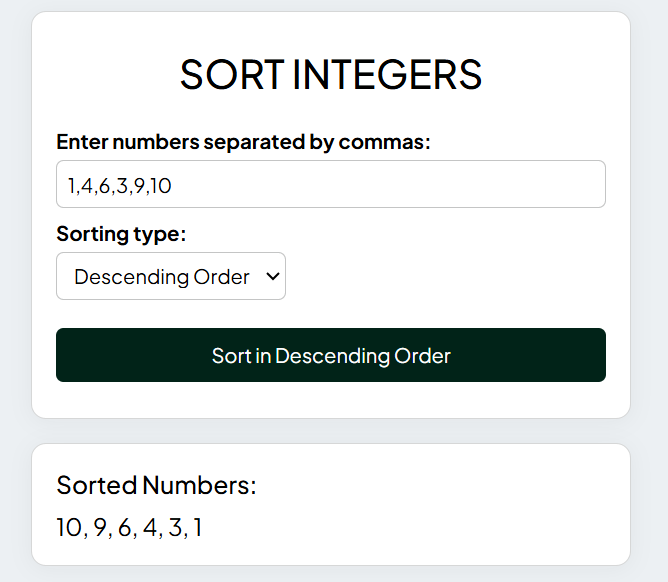 SORT INTEGERS
Enter numbers separated by commas:
1,4,6,3,9,10
Sorting type:
Descending Order
Sort in Descending Order
Sorted Numbers:
10, 9, 6, 4, 3, 1